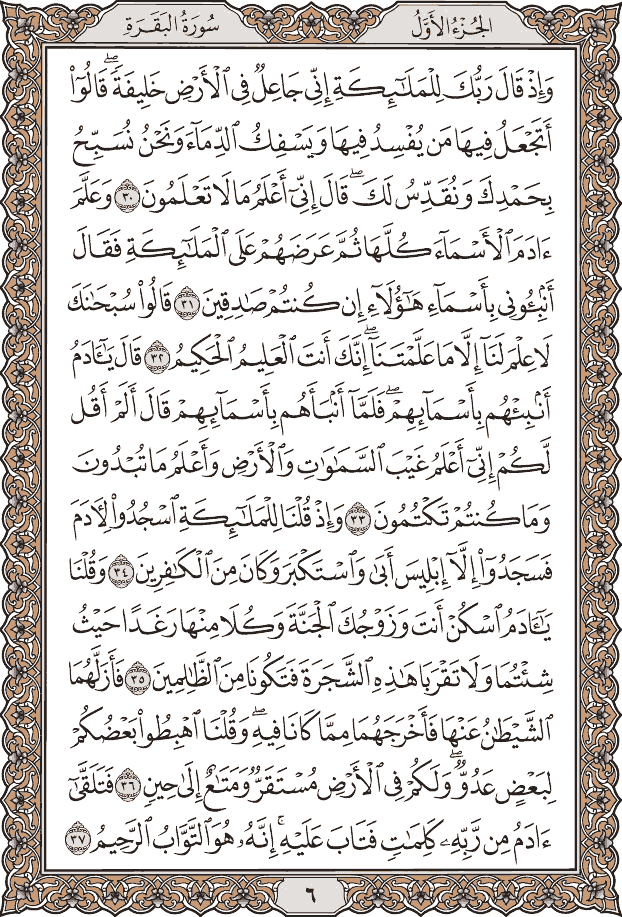 الجُزْءُ الأَوَّلُ
سُورَةُ البَقَرَةِ
وَإِذْ قَالَ رَبُّكَ لِلْمَلَٰٓئِكَةِ إِنِّي جَاعِلٌ فِي ٱلْأَرْضِ خَلِيفَةٗۖ قَالُوٓاْ
أَتَجْعَلُ فِيهَا مَن يُفْسِدُ فِيهَا وَيَسْفِكُ ٱلدِّمَآءَ وَنَحْنُ نُسَبِّحُ
بِحَمْدِكَ وَنُقَدِّسُ لَكَۖ قَالَ إِنِّيٓ أَعْلَمُ مَا لَا تَعْلَمُونَ ٣٠ وَعَلَّمَ
ءَادَمَ ٱلْأَسْمَآءَ كُلَّهَا ثُمَّ عَرَضَهُمْ عَلَى ٱلْمَلَٰٓئِكَةِ فَقَالَ
أَنۢبِـُٔونِي بِأَسْمَآءِ هَٰٓؤُلَآءِ إِن كُنتُمْ صَٰدِقِينَ ٣١ قَالُواْ سُبْحَٰنَكَ
لَا عِلْمَ لَنَآ إِلَّا مَا عَلَّمْتَنَآۖ إِنَّكَ أَنتَ ٱلْعَلِيمُ ٱلْحَكِيمُ ٣٢ قَالَ يَٰٓـَٔادَمُ
أَنۢبِئْهُم بِأَسْمَآئِهِمْۖ فَلَمَّآ أَنۢبَأَهُم بِأَسْمَآئِهِمْ قَالَ أَلَمْ أَقُل
لَّكُمْ إِنِّيٓ أَعْلَمُ غَيْبَ ٱلسَّمَٰوَٰتِ وَٱلْأَرْضِ وَأَعْلَمُ مَا تُبْدُونَ
وَمَا كُنتُمْ تَكْتُمُونَ ٣٣ وَإِذْ قُلْنَا لِلْمَلَٰٓئِكَةِ ٱسْجُدُواْ لِأٓدَمَ
فَسَجَدُوٓاْ إِلَّآ إِبْلِيسَ أَبَىٰ وَٱسْتَكْبَرَ وَكَانَ مِنَ ٱلْكَٰفِرِينَ ٣٤ وَقُلْنَا
يَٰٓـَٔادَمُ ٱسْكُنْ أَنتَ وَزَوْجُكَ ٱلْجَنَّةَ وَكُلَا مِنْهَا رَغَدًا حَيْثُ
شِئْتُمَا وَلَا تَقْرَبَا هَٰذِهِ ٱلشَّجَرَةَ فَتَكُونَا مِنَ ٱلظَّٰلِمِينَ ٣٥ فَأَزَلَّهُمَا
ٱلشَّيْطَٰنُ عَنْهَا فَأَخْرَجَهُمَا مِمَّا كَانَا فِيهِۖ وَقُلْنَا ٱهْبِطُواْ بَعْضُكُمْ
لِبَعْضٍ عَدُوّٞۖ وَلَكُمْ فِي ٱلْأَرْضِ مُسْتَقَرّٞ وَمَتَٰعٌ إِلَىٰ حِينٖ ٣٦ فَتَلَقَّىٰٓ
ءَادَمُ مِن رَّبِّهِۦ كَلِمَٰتٖ فَتَابَ عَلَيْهِۚ إِنَّهُۥ هُوَ ٱلتَّوَّابُ ٱلرَّحِيمُ ٣٧
٦